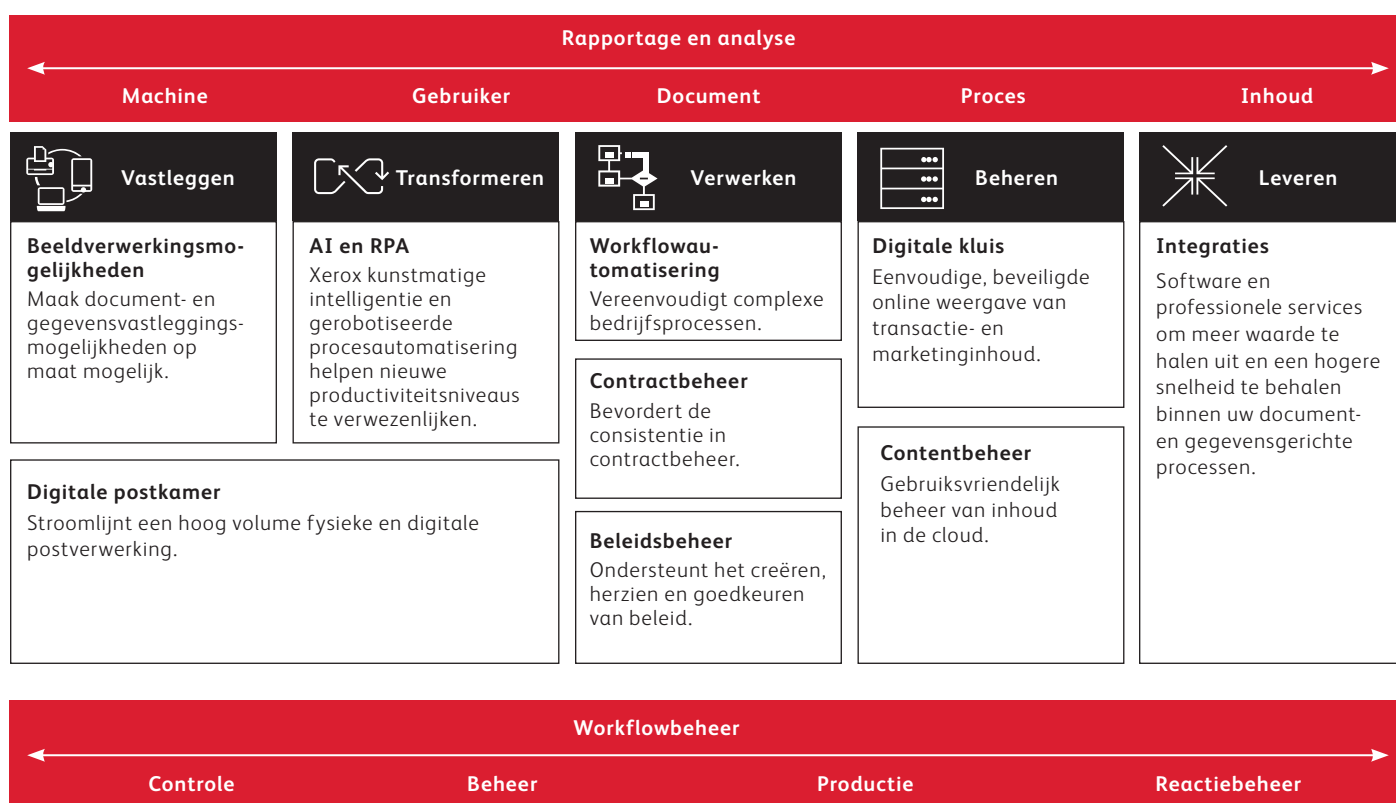 Rapportage en analyse
Machine
Gebruiker
Document
Proces
Inhoud
Vastleggen
Beeldverwerkingsmo-
gelijkheden
Maak document- en
gegevensvastleggings-
mogelijkheden op
maat mogelijk.
Transformeren
AI en RPA
Xerox kunstmatige
intelligentie en
gerobotiseerde
procesautomatisering
helpen nieuwe
productiviteitsniveaus
te verwezenlijken.
Digitale postkamer
Stroomlijnt een hoog volume fysieke en digitale
postverwerking.
Verwerken
Workflowau-
tomatisering
Vereenvoudigt complexe
bedrijfsprocessen.
Contractbeheer
Bevordert de
consistentie in
contractbeheer.
Beleidsbeheer
Ondersteunt het creëren,
herzien en goedkeuren
van beleid.
Beheren
Digitale kluis
Eenvoudige, beveiligde
online weergave van
transactie- en
marketinginhoud.
Contentbeheer
Gebruiksvriendelijk
beheer van inhoud
in de cloud.
Leveren
Integraties
Software en
professionele services
om meer waarde te
halen uit en een hogere
snelheid te behalen
binnen uw document-
en gegevensgerichte
processen.
Workflowbeheer
Controle
Beheer
Productie
Reactiebeheer